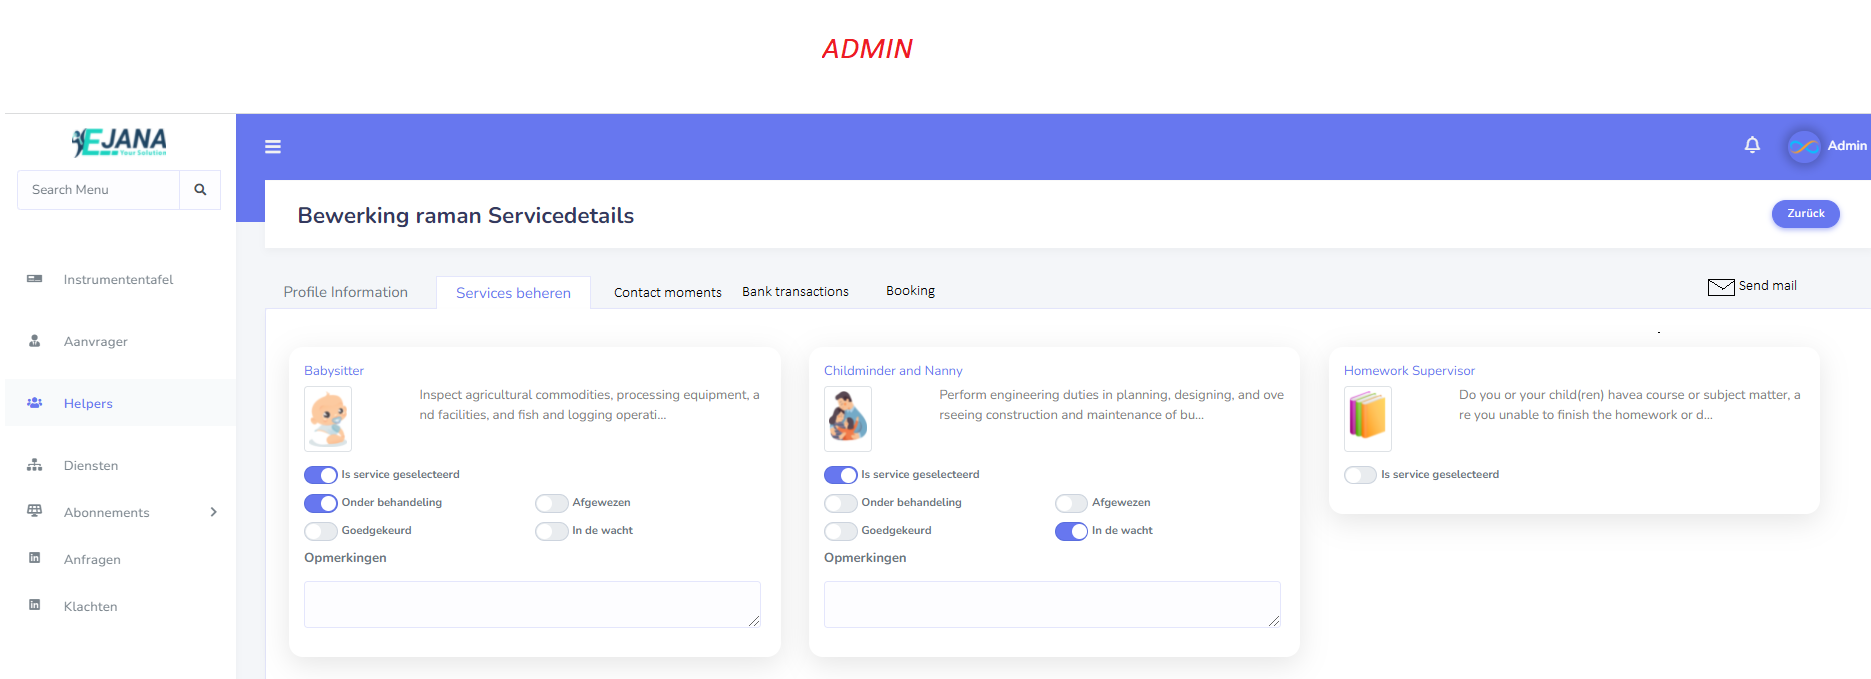 ADMIN
EJANA
Your Solution
Search Menu
Admin
Bewerking raman Servicedetails
Zurück
Instrumententafel
Aanvrager
Helpers
Diensten
Abonnements
Anfragen
Klachten
Profile Information
Services beheren
Contact moments
Bank transactions
Booking
Send mail
Babysitter
Inspect agricultural commodities, processing equipment, a
nd facilities, and fish and logging operati...
Is service geselecteerd
Onder behandeling
Afgewezen
Goedgekeurd
In de wacht
Opmerkingen
Childminder and Nanny
Perform engineering duties in planning, designing, and ove
rseeing construction and maintenance of bu...
Is service geselecteerd
Onder behandeling
Afgewezen
Goedgekeurd
In de wacht
Opmerkingen
Homework Supervisor
Do you or your child(ren) havea course or subject matter, a
re you unable to finish the homework or d...
Is service geselecteerd